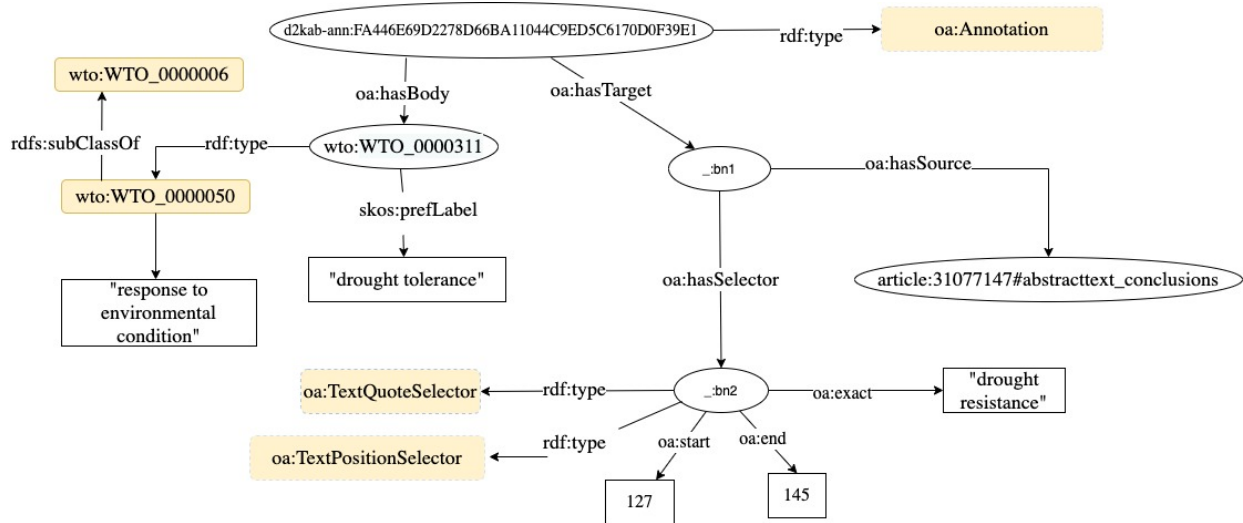 d2kab-ann:FA446E69D2278D66BA11044C9ED5C6170D0F39E1
rdf:type
oa:Annotation
wto:WTO_0000006
oa:hasBody
oa:hasTarget
rdfs:subClassOf
rdf:type
wto:WTO_0000311
_:bn1
oa:hasSource
wto:WTO_0000050
skos:prefLabel
"response to
environmental
condition"
"drought tolerance"
oa:hasSelector
article:31077147#abstracttext_conclusions
oa:TextQuoteSelector
rdf:type
_:bn2
oa:exact
"drought
resistance"
oa:TextPositionSelector
rdf:type
oa:start
oa:end
127
145